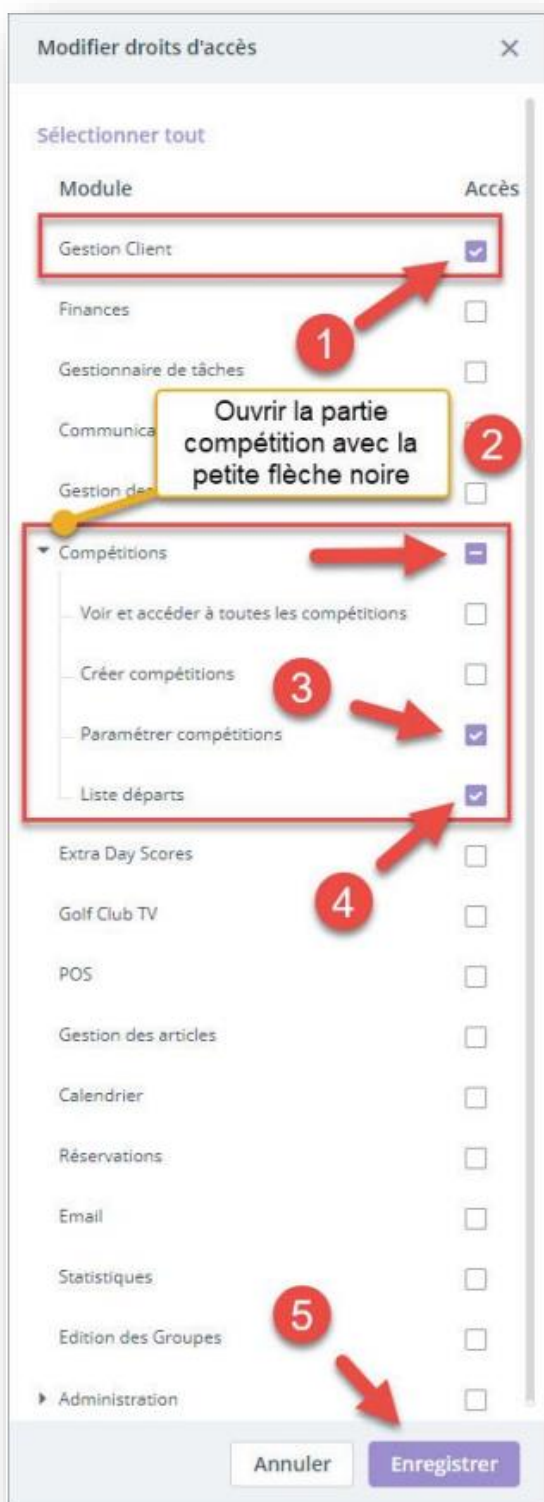 Modifier droits d'accès ×
Sélectionner tout
Module Accès
Gestion Client
Finances
1
Gestionnaire de tâches
Ouvrir la partie
compétition avec la
petite flèche noire
2
Gestion
Compétitions
Voir et accéder à toutes les compétitions
Créer compétitions
3
Paramétrer compétitions
Liste départs
Extra Day Scores
4
Golf Club TV
POS
Gestion des articles
Calendrier
Réservations
Email
Statistiques
5
Edition des Groupes
Administration
Annuler Enregistrer